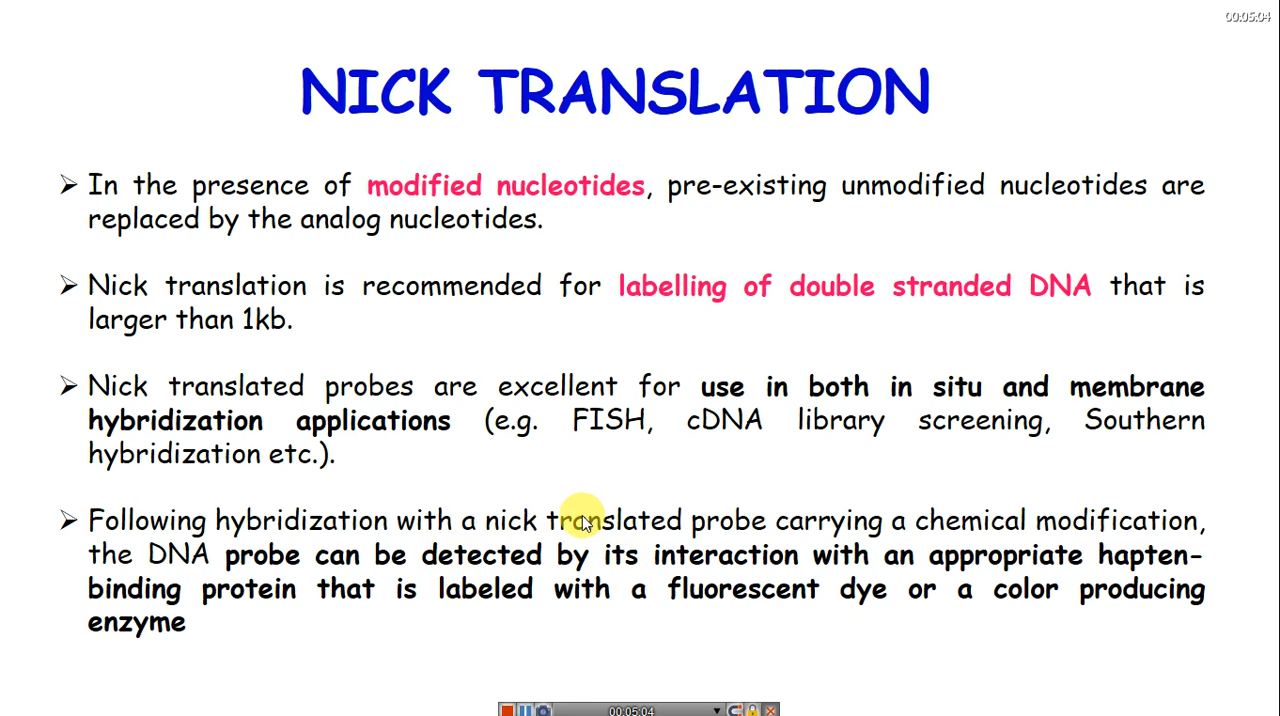 00:05:04
NICK TRANSLATION
➢ In the presence of modified nucleotides, pre-existing unmodified nucleotides are
replaced by the analog nucleotides.
➢ Nick translation is recommended for labelling of double stranded DNA that is
larger than 1kb.
➢ Nick translated probes are excellent for use in both in situ and membrane
hybridization applications (e.g. FISH, cDNA library screening, Southern
hybridization etc.).
➢ Following hybridization with a nick translated probe carrying a chemical modification,
the DNA probe can be detected by its interaction with an appropriate hapten-
binding protein that is labeled with a fluorescent dye or a color producing
enzyme
00:05:04